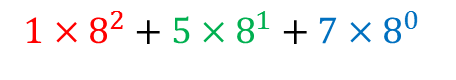 1 × 8² + 5 × 8¹ + 7 × 8⁰